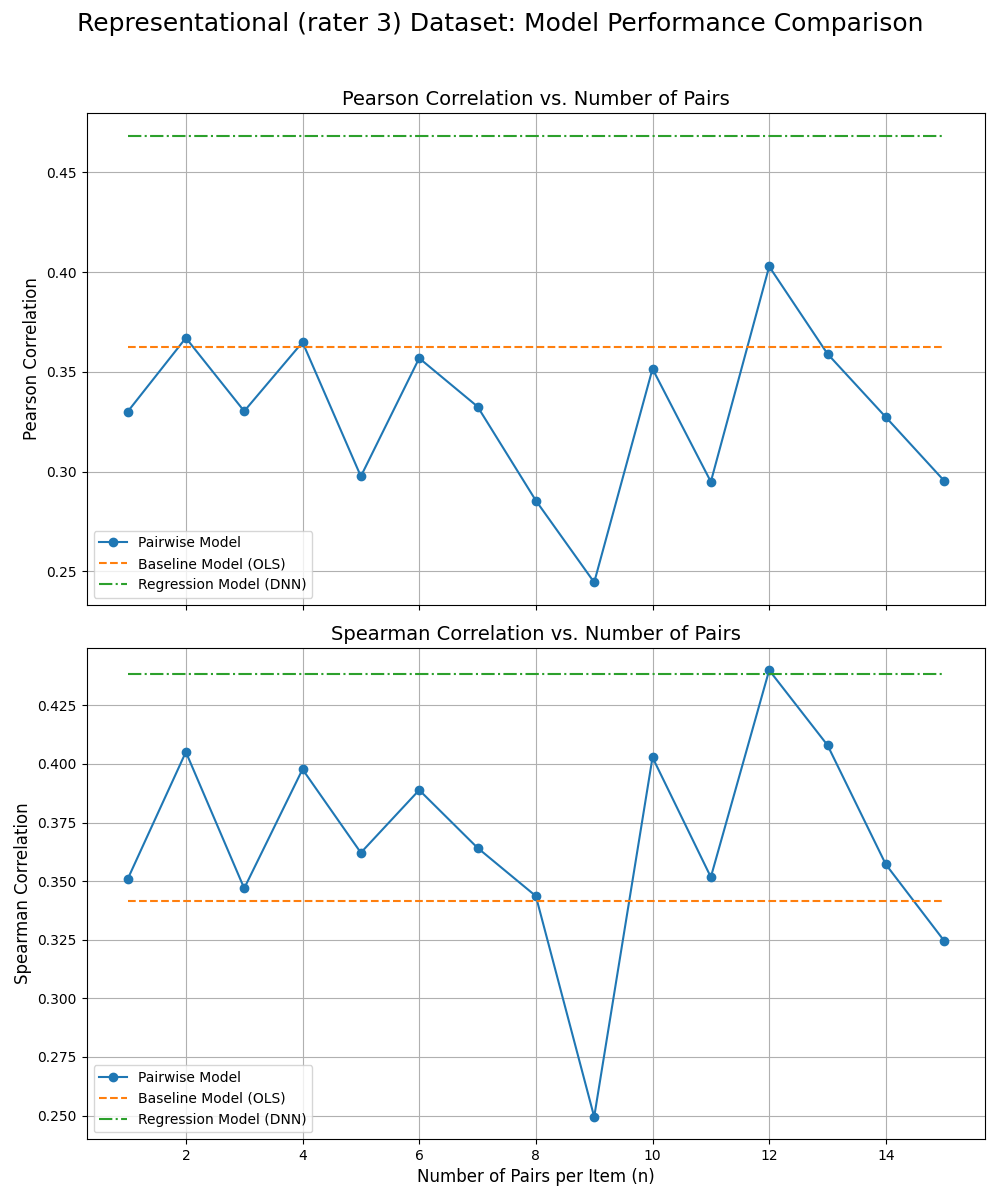 Representational (rater 3) Dataset: Model Performance Comparison
Pearson Correlation vs. Number of Pairs
Pearson Correlation
0.45
0.40
0.35
0.30
0.25
Pairwise Model
Baseline Model (OLS)
Regression Model (DNN)
Spearman Correlation vs. Number of Pairs
Spearman Correlation
0.425
0.400
0.375
0.350
0.325
0.300
0.275
0.250
Pairwise Model
Baseline Model (OLS)
Regression Model (DNN)
2 4 6 8 10 12 14
Number of Pairs per Item (n)